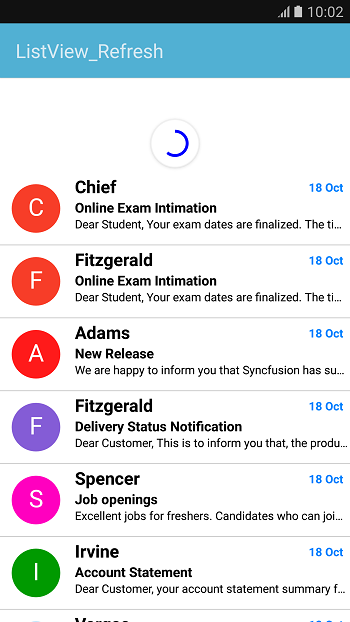 10:02
ListView_Refresh
C
Chief
18 Oct
Online Exam Intimation
Dear Student, Your exam dates are finalized. The ti...
F
Fitzgerald
18 Oct
Online Exam Intimation
Dear Student, Your exam dates are finalized. The ti...
A
Adams
18 Oct
New Release
We are happy to inform you that Syncfusion has su...
F
Fitzgerald
18 Oct
Delivery Status Notification
Dear Customer, This is to inform you that, the produ...
S
Spencer
18 Oct
Job openings
Excellent jobs for freshers. Candidates who can joi...
I
Irvine
18 Oct
Account Statement
Dear Customer, your account statement summary f...